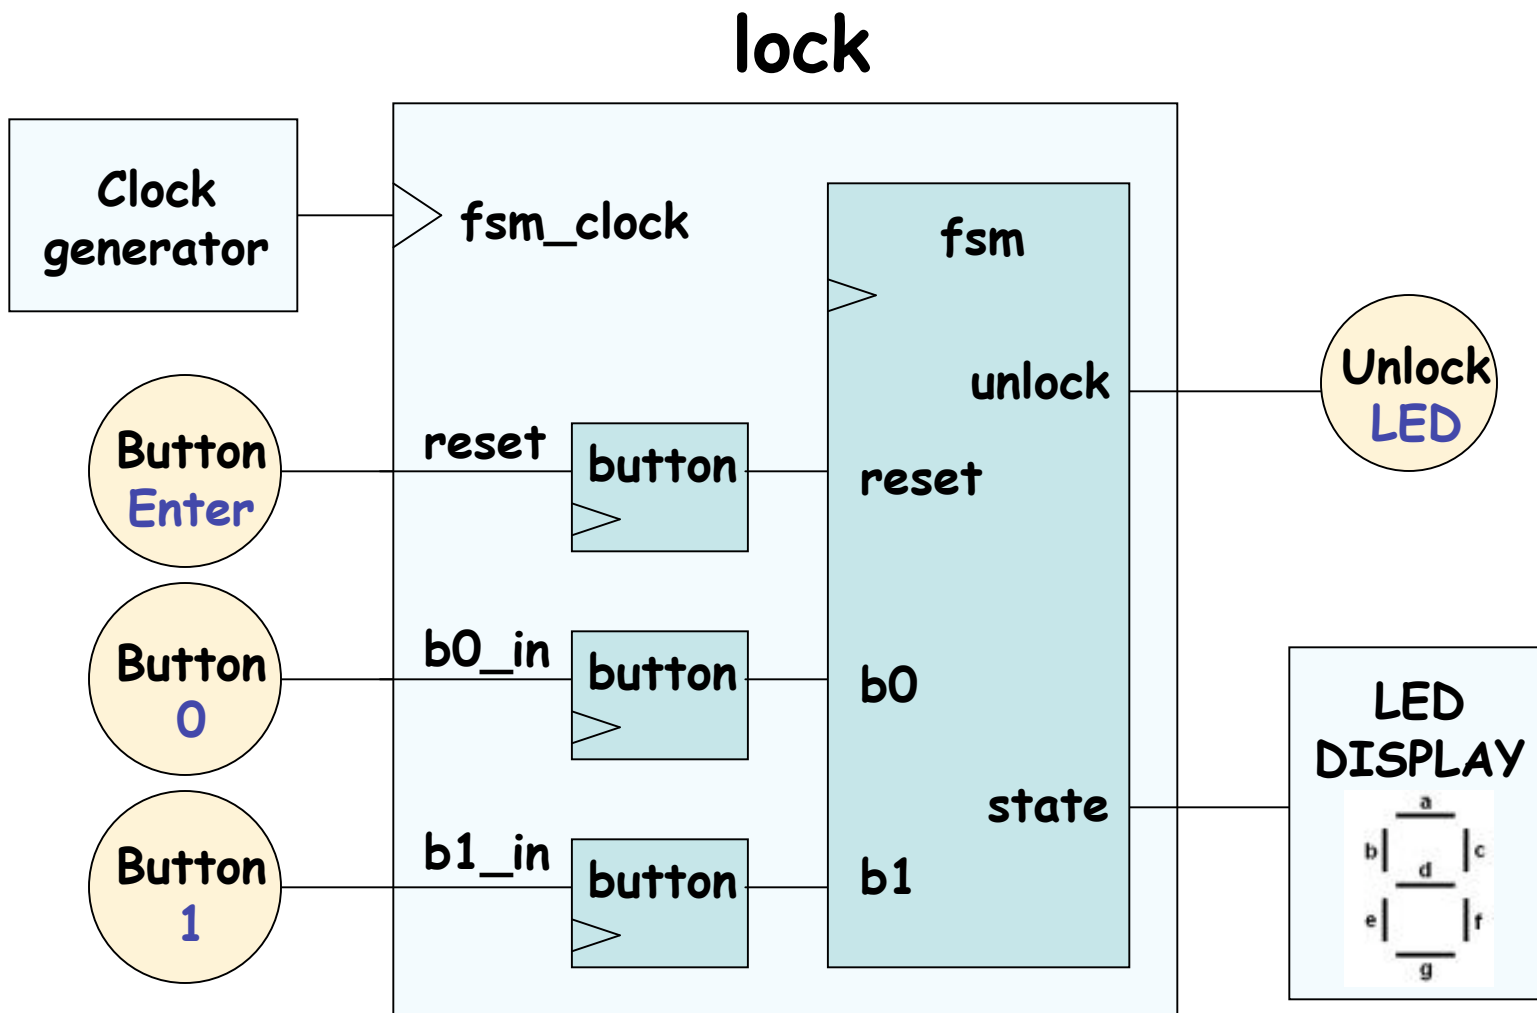 lock
Clock
generator
fsm_clock
fsm
unlock
Unlock
LED
Button
Enter
reset
button
reset
Button
0
b0_in
button
b0
Button
1
b1_in
button
b1
state
LED
DISPLAY
a
b
c
d
e
f
g